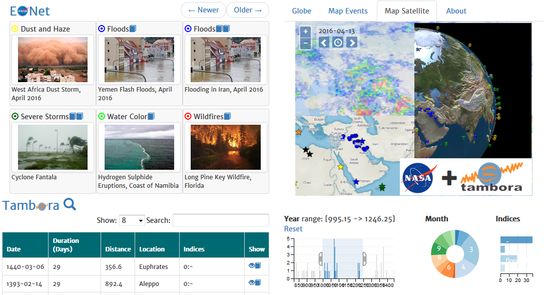 EONet
← Newer
Older →
Dust and Haze
Floods
Floods
West Africa Dust Storm,
April 2016
Yemen Flash Floods, April
2016
Flooding in Iran, April 2016
Severe Storms
Water Color
Wildfires
Cyclone Fantala
Hydrogen Sulphide
Eruptions, Coast of Namibia
Long Pine Key Wildfire,
Florida
Tambora
Show: 8 Search:
Date Duration (Days) Distance Location Indices Show
1440-03-06 29 356.6 Euphrates 0:-
1393-02-14 29 892.4 Aleppo 0:-
Globe
Map Events
Map Satellite
About
2016-04-13
NASA
+
tambora
Year range: [995.15 -> 1246.25]
Reset
Month
Indices
5
4
3
2
1
0
9
3